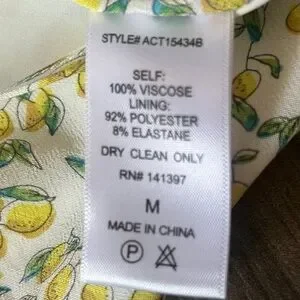 STYLE# ACT15434B
SELF:
100% VISCOSE
LINING:
92% POLYESTER
8% ELASTANE
DRY CLEAN ONLY
RN# 141397
M
MADE IN CHINA
P